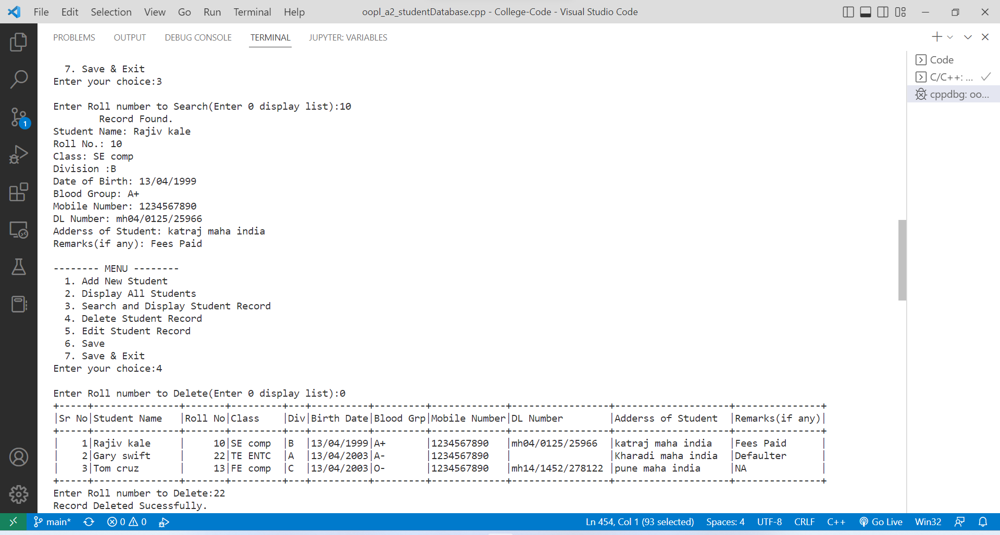 File Edit Selection View Go Run Terminal Help oopl_a2_studentDatabase.cpp - College-Code - Visual Studio Code
PROBLEMS OUTPUT DEBUG CONSOLE TERMINAL JUPYTER: VARIABLES
Code
C/C++: ...
cppdbg: oo...
1
7. Save & Exit
Enter your choice:3
Enter Roll number to Search(Enter 0 display list):10
Record Found.
Student Name: Rajiv kale
Roll No.: 10
Class: SE comp
Division :B
Date of Birth: 13/04/1999
Blood Group: A+
Mobile Number: 1234567890
DL Number: mh04/0125/25966
Adderss of Student: katraj maha india
Remarks(if any): Fees Paid
-------- MENU --------
1. Add New Student
2. Display All Students
3. Search and Display Student Record
4. Delete Student Record
5. Edit Student Record
6. Save
7. Save & Exit
Enter your choice:4
Enter Roll number to Delete(Enter 0 display list):0
+-----+---------------+-------+---------+---+----------+---------+-------------+-----------------+--------------------+---------------+
|Sr No|Student Name   |Roll No|Class    |Div|Birth Date|Blood Grp|Mobile Number|DL Number        |Adderss of Student  |Remarks(if any)|
+-----+---------------+-------+---------+---+----------+---------+-------------+-----------------+--------------------+---------------+
|    1|Rajiv kale     |     10|SE comp  |B  |13/04/1999|A+       |1234567890   |mh04/0125/25966  |katraj maha india   |Fees Paid      |
|    2|Gary swift     |     22|TE ENTC  |A  |13/04/2003|A-       |1234567890   |                 |Kharadi maha india  |Defaulter      |
|    3|Tom cruz       |     13|FE comp  |C  |13/04/2003|O-       |1234567890   |mh14/1452/278122 |pune maha india     |NA             |
+-----+---------------+-------+---------+---+----------+---------+-------------+-----------------+--------------------+---------------+
Enter Roll number to Delete:22
Record Deleted Sucessfully.
main* 0 0 Ln 454, Col 1 (93 selected) Spaces: 4 UTF-8 CRLF C++ Go Live Win32